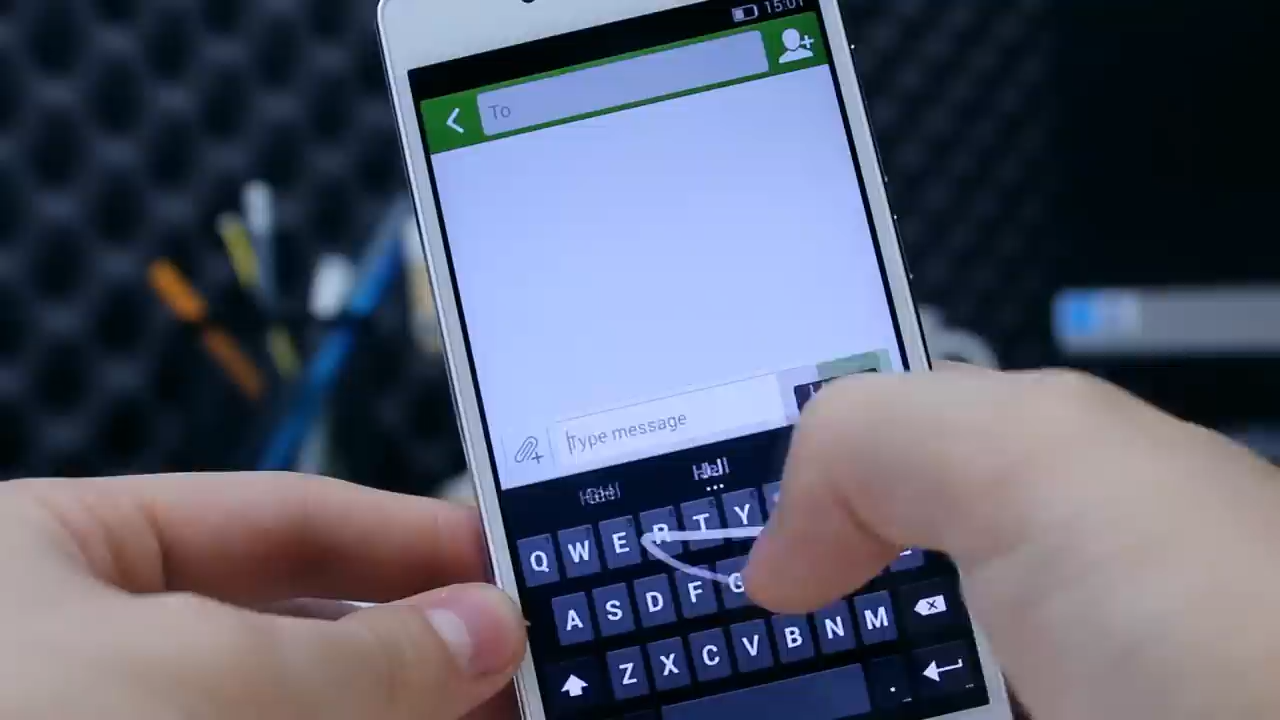 15:01
To
Type message
Q W E R T Y
A S D F G
Z X C V B N M
.